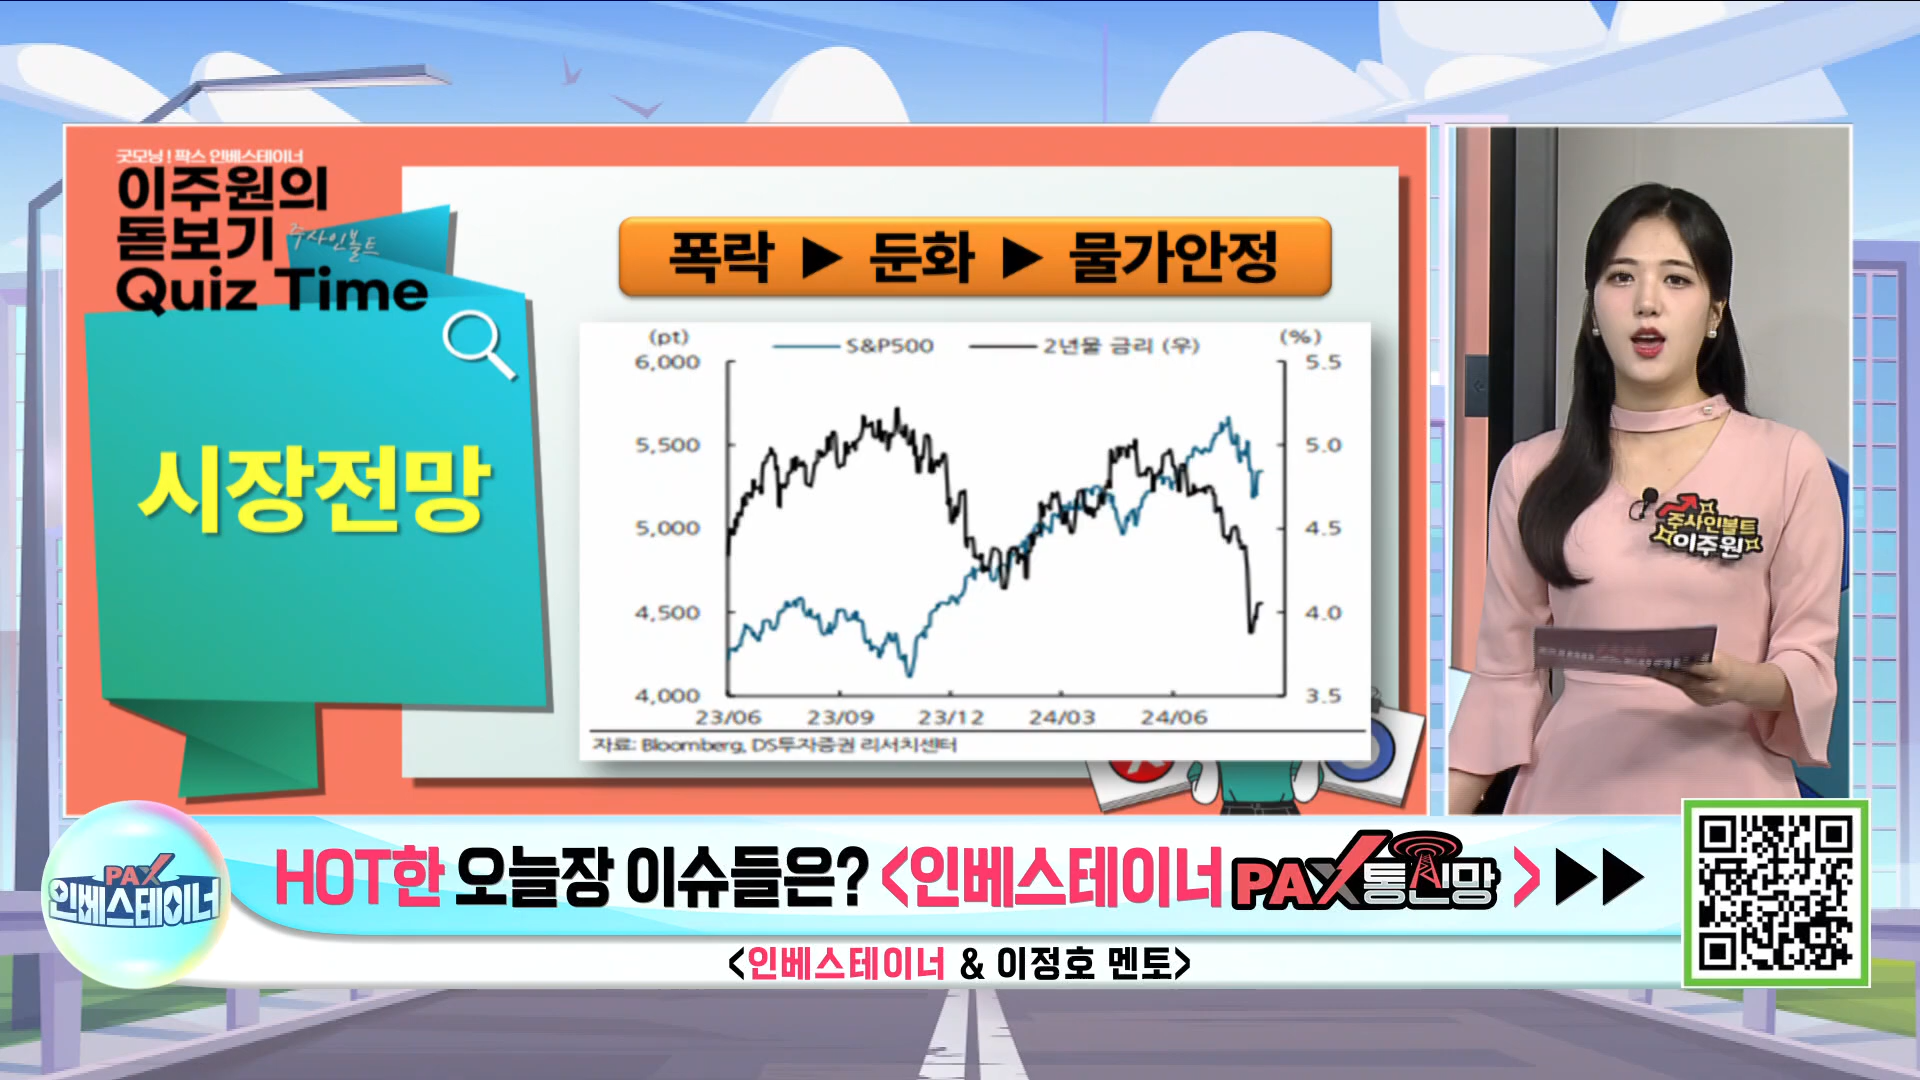 굿모닝! 팍스 인베스테이너
이주원의
돋보기
주사인볼트
Quiz Time
시장전망
폭락 ▶ 둔화 ▶ 물가안정
(pt)
S&P500
2년물 금리 (우)
(%)
6,000
5,500
5,000
4,500
4,000
5.5
5.0
4.5
4.0
3.5
23/06 23/09 23/12 24/03 24/06
자료: Bloomberg, DS투자증권 리서치센터
주사인볼트
이주원
PAX
인베스테이너
HOT한 오늘장 이슈들은? <인베스테이너 PAX통신망 > ▶▶
<인베스테이너 & 이정호 멘토>